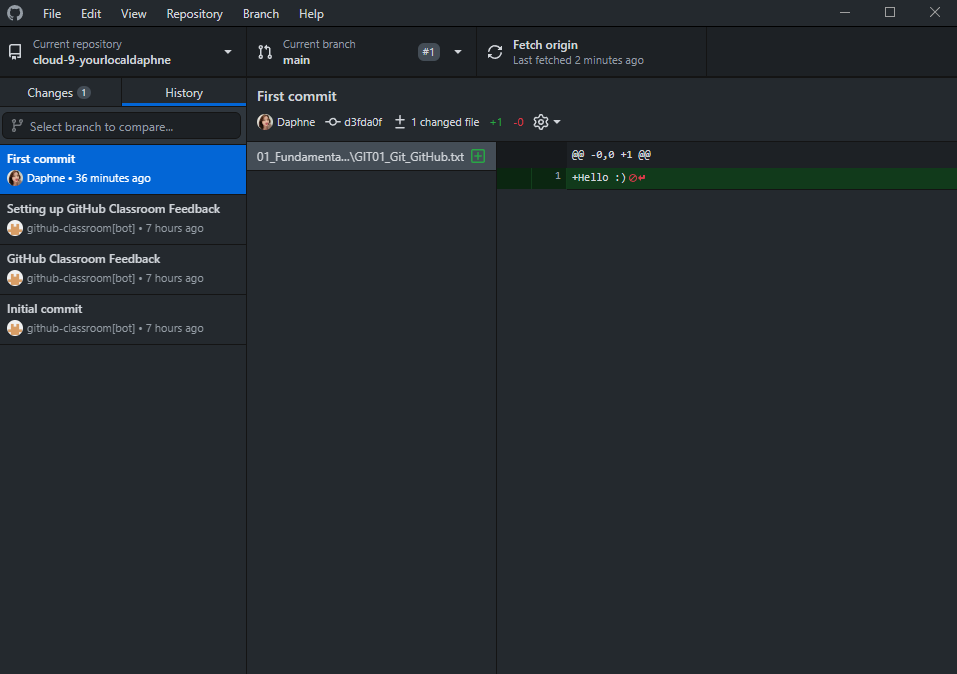 File Edit View Repository Branch Help
Current repository
cloud-9-yourlocaldaphne
Current branch
main
#1
Fetch origin
Last fetched 2 minutes ago
Changes 1
History
Select branch to compare...
First commit
Daphne • 36 minutes ago
Setting up GitHub Classroom Feedback
github-classroom[bot] • 7 hours ago
GitHub Classroom Feedback
github-classroom[bot] • 7 hours ago
Initial commit
github-classroom[bot] • 7 hours ago
First commit
Daphne d3fda0f 1 changed file +1 -0
01_Fundamenta...\GIT01_Git_GitHub.txt
@@ -0,0 +1 @@
1 +Hello :)